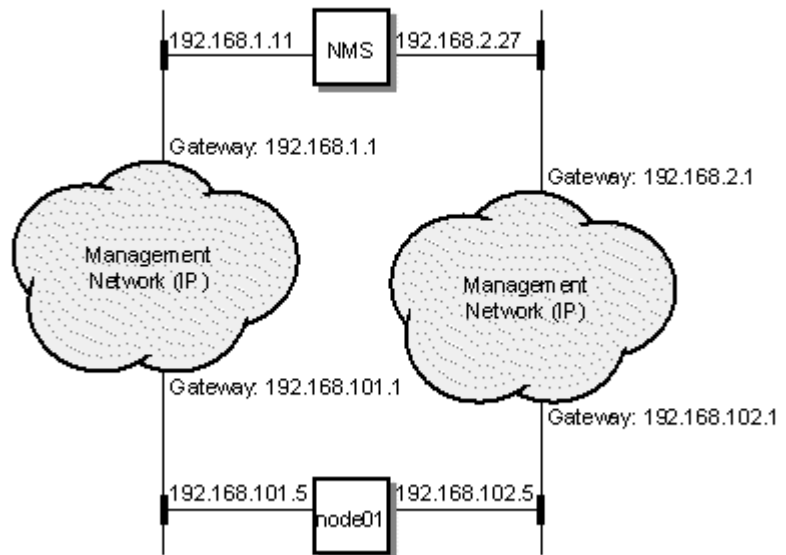 192.168.1.11
NMS
192.168.2.27
Gateway: 192.168.1.1
Gateway: 192.168.2.1
Management
Network (IP)
Management
Network (IP)
Gateway: 192.168.101.1
Gateway: 192.168.102.1
192.168.101.5
node01
192.168.102.5